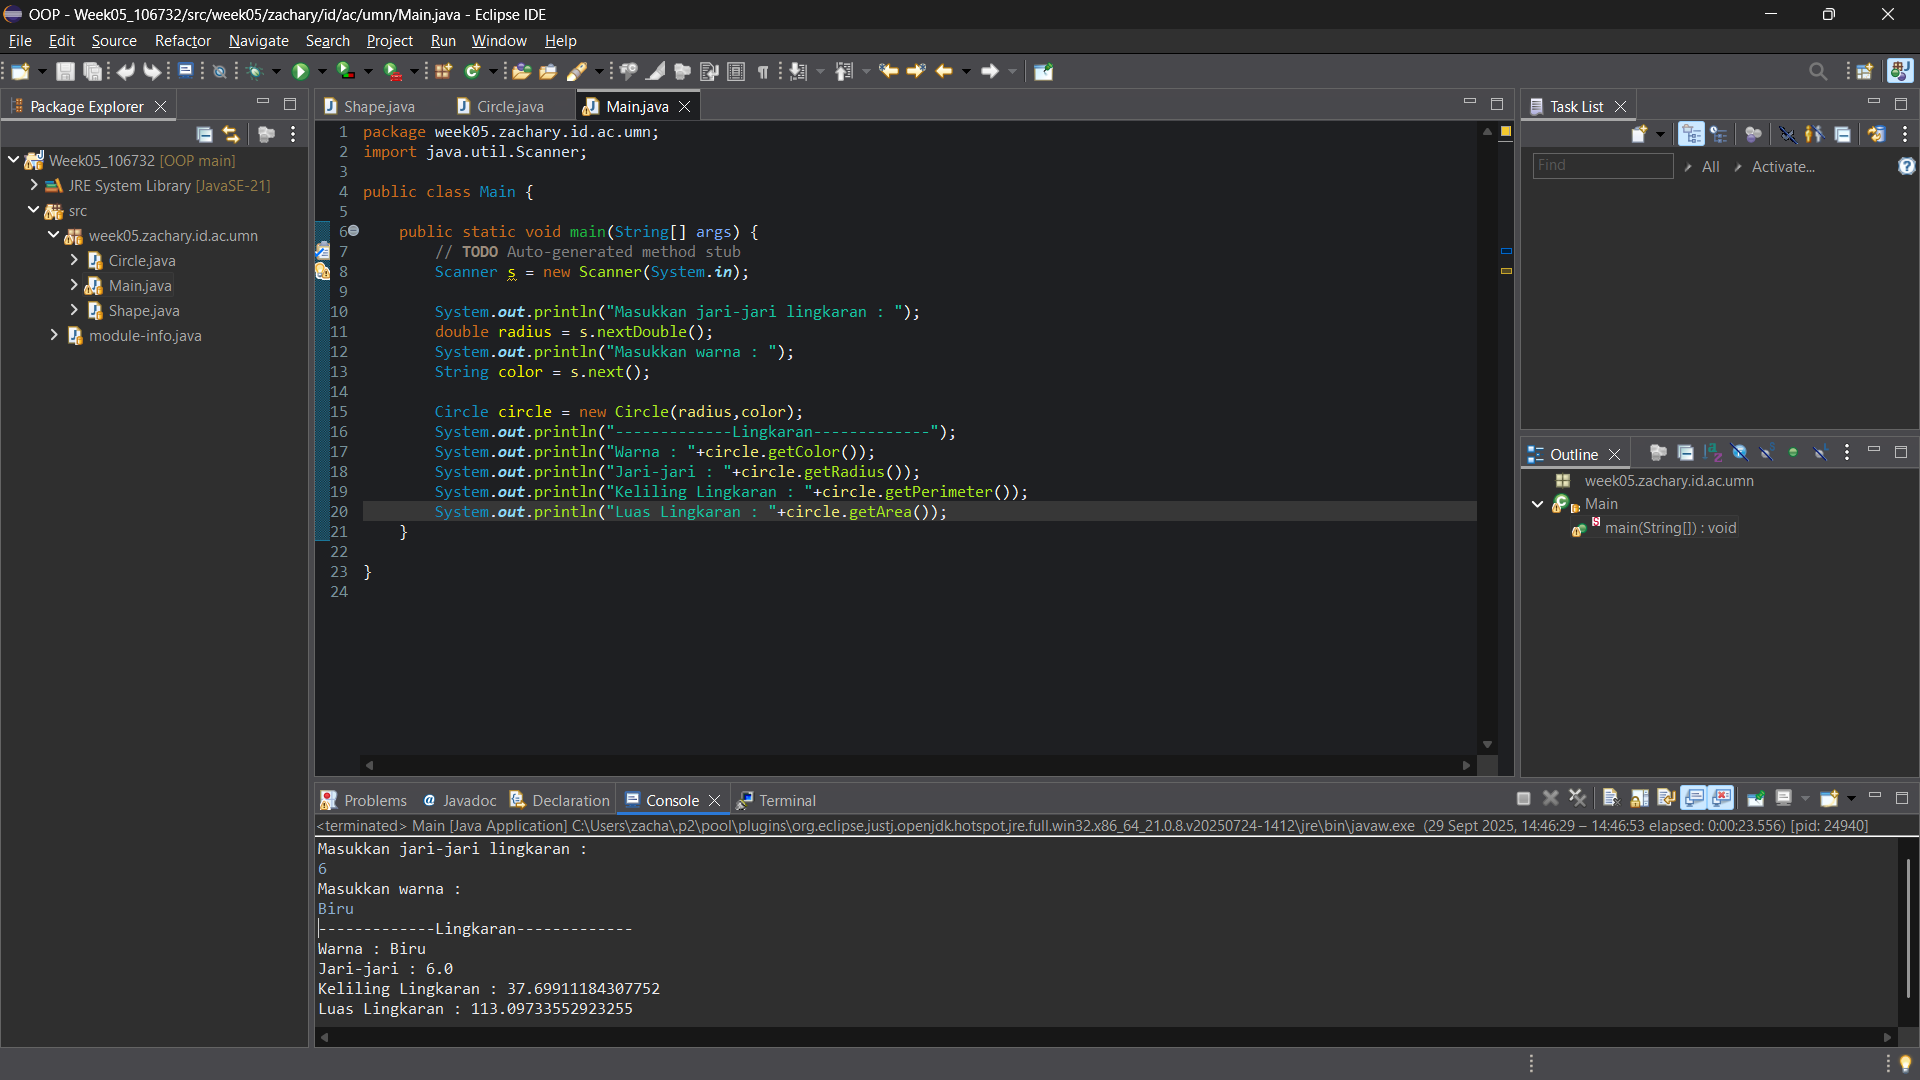 OOP - Week05_106732/src/week05/zachary/id/ac/umn/Main.java - Eclipse IDE
File Edit Source Refactor Navigate Search Project Run Window Help
Package Explorer
Week05_106732 [OOP main]
JRE System Library [JavaSE-21]
src
week05.zachary.id.ac.umn
Circle.java
Main.java
Shape.java
module-info.java
Shape.java Circle.java Main.java
1 package week05.zachary.id.ac.umn;
2 import java.util.Scanner;
3
4 public class Main {
5
6 public static void main(String[] args) {
7 // TODO Auto-generated method stub
8 Scanner s = new Scanner(System.in);
9
10 System.out.println("Masukkan jari-jari lingkaran : ");
11 double radius = s.nextDouble();
12 System.out.println("Masukkan warna : ");
13 String color = s.next();
14
15 Circle circle = new Circle(radius,color);
16 System.out.println("-------------Lingkaran-------------");
17 System.out.println("Warna : "+circle.getColor());
18 System.out.println("Jari-jari : "+circle.getRadius());
19 System.out.println("Keliling Lingkaran : "+circle.getPerimeter());
20 System.out.println("Luas Lingkaran : "+circle.getArea());
21 }
22
23 }
24
Task List
Find All Activate...
Outline
week05.zachary.id.ac.umn
Main
main(String[]) : void
Problems Javadoc Declaration Console Terminal
<terminated> Main [Java Application] C:\Users\zacha\.p2\pool\plugins\org.eclipse.justj.openjdk.hotspot.jre.full.win32.x86_64_21.0.8.v20250724-1412\jre\bin\javaw.exe (29 Sept 2025, 14:46:29 – 14:46:53 elapsed: 0:00:23.556) [pid: 24940]
Masukkan jari-jari lingkaran :
6
Masukkan warna :
Biru
-------------Lingkaran-------------
Warna : Biru
Jari-jari : 6.0
Keliling Lingkaran : 37.69911184307752
Luas Lingkaran : 113.09733552923255